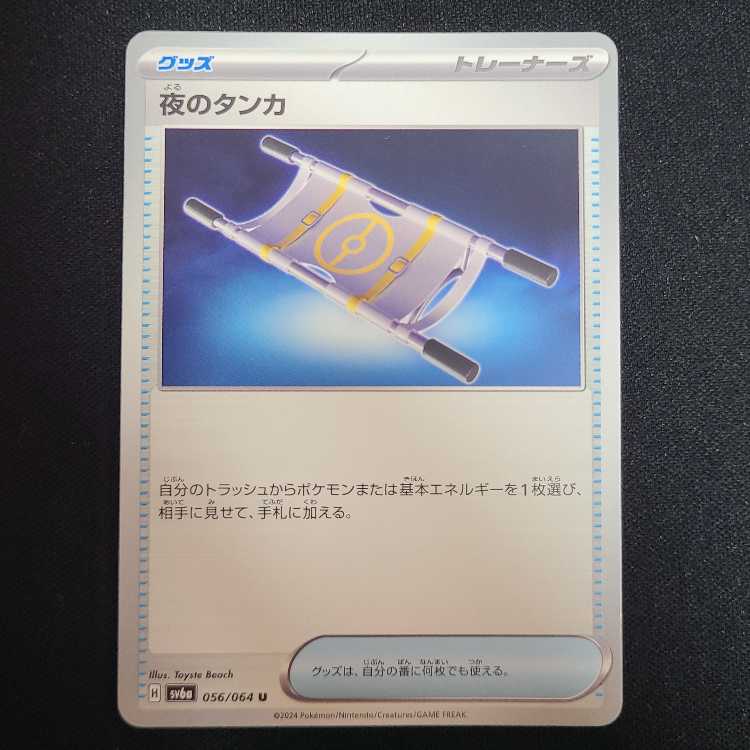 グッズ
トレーナーズ
よる
夜のタンカ
じぶん きほん まいえら
自分のトラッシュからポケモンまたは基本エネルギーを1枚選び、
あいて み てふだ くわ
相手に見せて、手札に加える。
じぶん ばん なんまい つか
グッズは、自分の番に何枚でも使える。
Illus. Toyste Beach
H sv6a 056/064 U
©2024 Pokémon/Nintendo/Creatures/GAME FREAK.